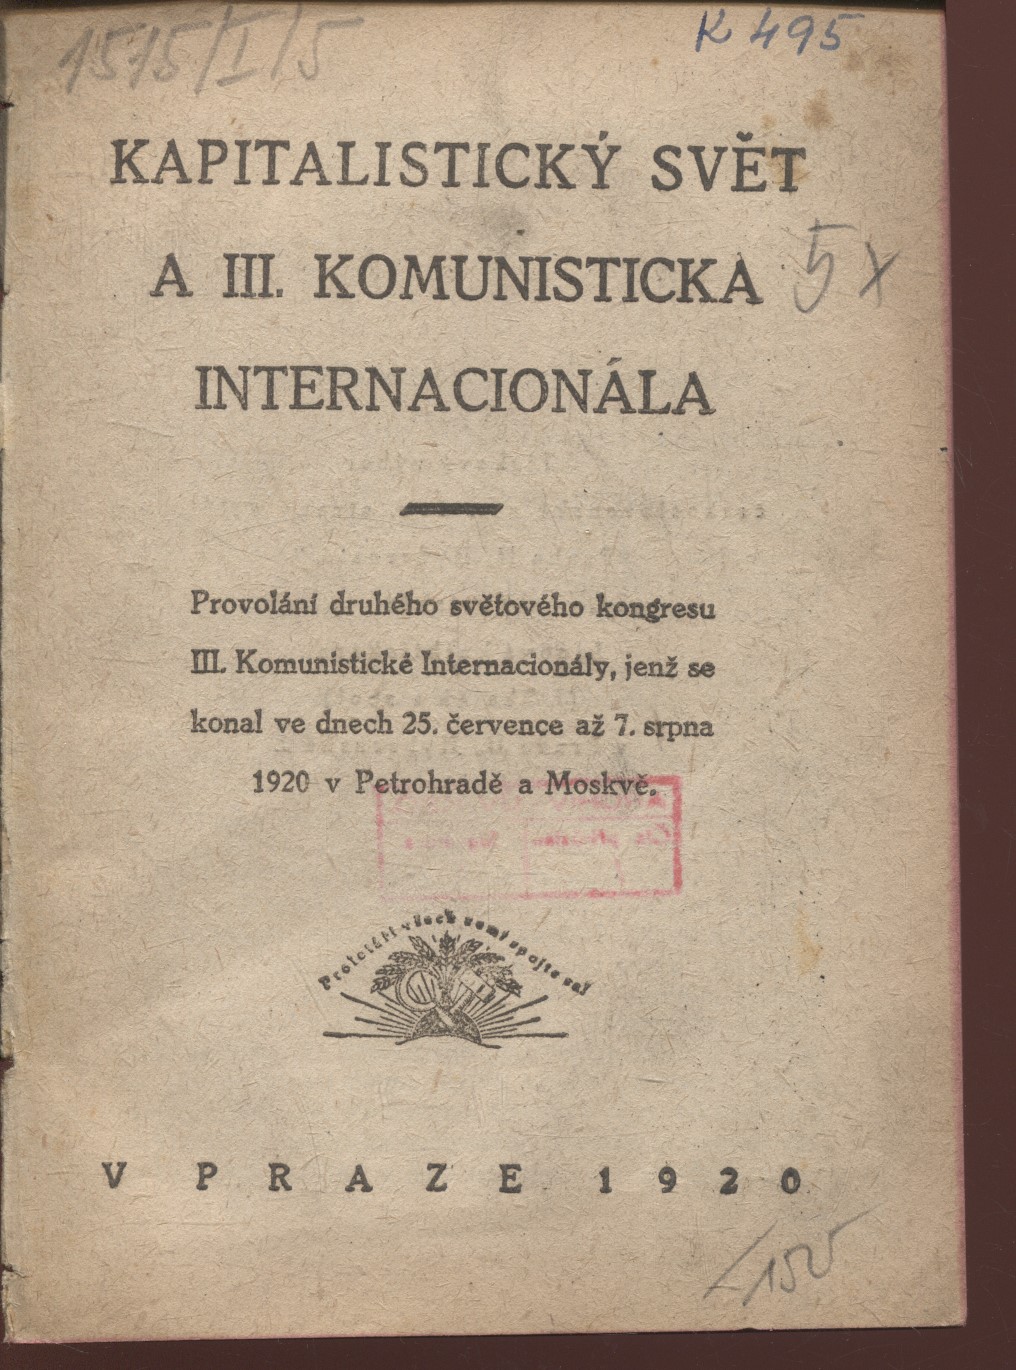 1515/I/5
K 495
KAPITALISTICKÝ SVĚT
A III. KOMUNISTICKA
5 x
INTERNACIONÁLA
Provolání druhého světového kongresu
III. Komunistické Internacionály, jenž se
konal ve dnech 25. července až 7. srpna
1920 v Petrohradě a Moskvě.
Proletáři všech zemí spojte se!
V PRAZE 1920